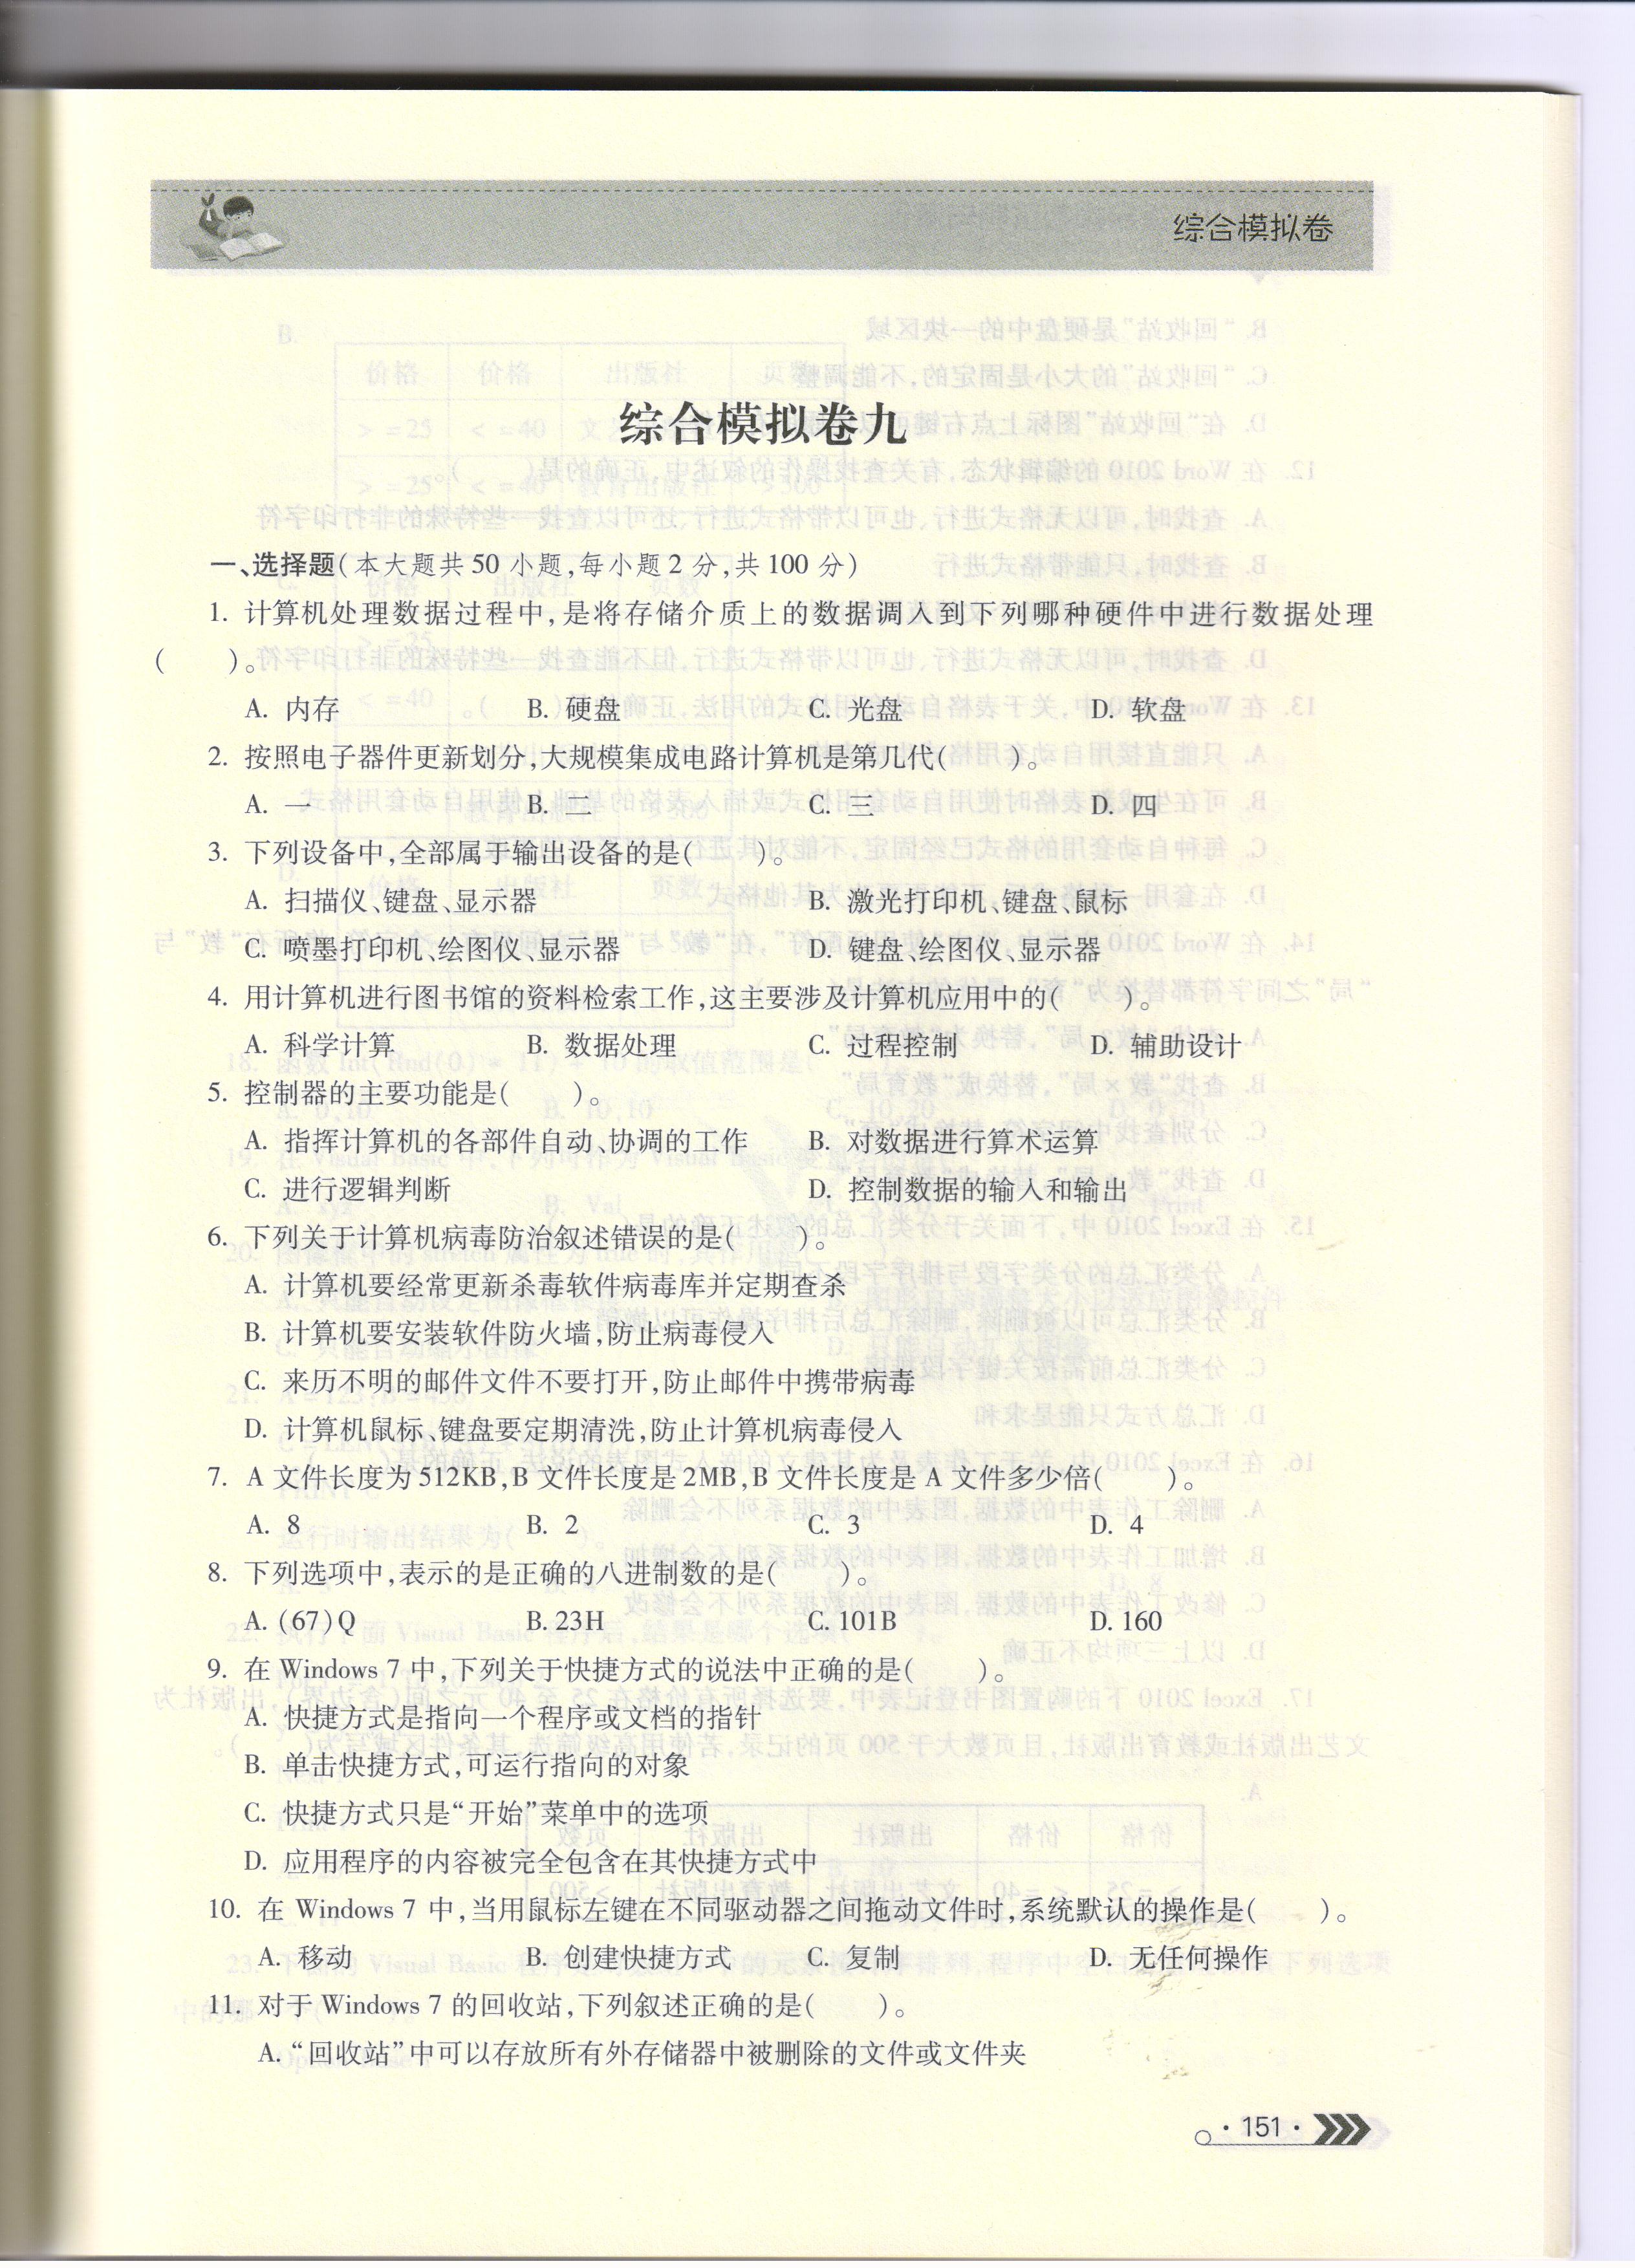 综合模拟卷
综合模拟卷九
一、选择题(本大题共 50 小题,每小题 2 分,共 100 分)
1. 计算机处理数据过程中,是将存储介质上的数据调入到下列哪种硬件中进行数据处理
(　　)。
A. 内存　B. 硬盘　C. 光盘　D. 软盘
2. 按照电子器件更新划分,大规模集成电路计算机是第几代(　　)。
A. 一　B. 二　C. 三　D. 四
3. 下列设备中,全部属于输出设备的是(　　)。
A. 扫描仪、键盘、显示器　B. 激光打印机、键盘、鼠标
C. 喷墨打印机、绘图仪、显示器　D. 键盘、绘图仪、显示器
4. 用计算机进行图书馆的资料检索工作,这主要涉及计算机应用中的(　　)。
A. 科学计算　B. 数据处理　C. 过程控制　D. 辅助设计
5. 控制器的主要功能是(　　)。
A. 指挥计算机的各部件自动、协调的工作　B. 对数据进行算术运算
C. 进行逻辑判断　D. 控制数据的输入和输出
6. 下列关于计算机病毒防治叙述错误的是(　　)。
A. 计算机要经常更新杀毒软件病毒库并定期查杀
B. 计算机要安装软件防火墙,防止病毒侵入
C. 来历不明的邮件文件不要打开,防止邮件中携带病毒
D. 计算机鼠标、键盘要定期清洗,防止计算机病毒侵入
7. A 文件长度为 512KB,B 文件长度是 2MB,B 文件长度是 A 文件多少倍(　　)。
A. 8　B. 2　C. 3　D. 4
8. 下列选项中,表示的是正确的八进制数的是(　　)。
A. (67)Q　B. 23H　C. 101B　D. 160
9. 在 Windows 7 中,下列关于快捷方式的说法中正确的是(　　)。
A. 快捷方式是指向一个程序或文档的指针
B. 单击快捷方式,可运行指向的对象
C. 快捷方式只是“开始”菜单中的选项
D. 应用程序的内容被完全包含在其快捷方式中
10. 在 Windows 7 中,当用鼠标左键在不同驱动器之间拖动文件时,系统默认的操作是(　　)。
A. 移动　B. 创建快捷方式　C. 复制　D. 无任何操作
11. 对于 Windows 7 的回收站,下列叙述正确的是(　　)。
A. “回收站”中可以存放所有外存储器中被删除的文件或文件夹
· 151 ·